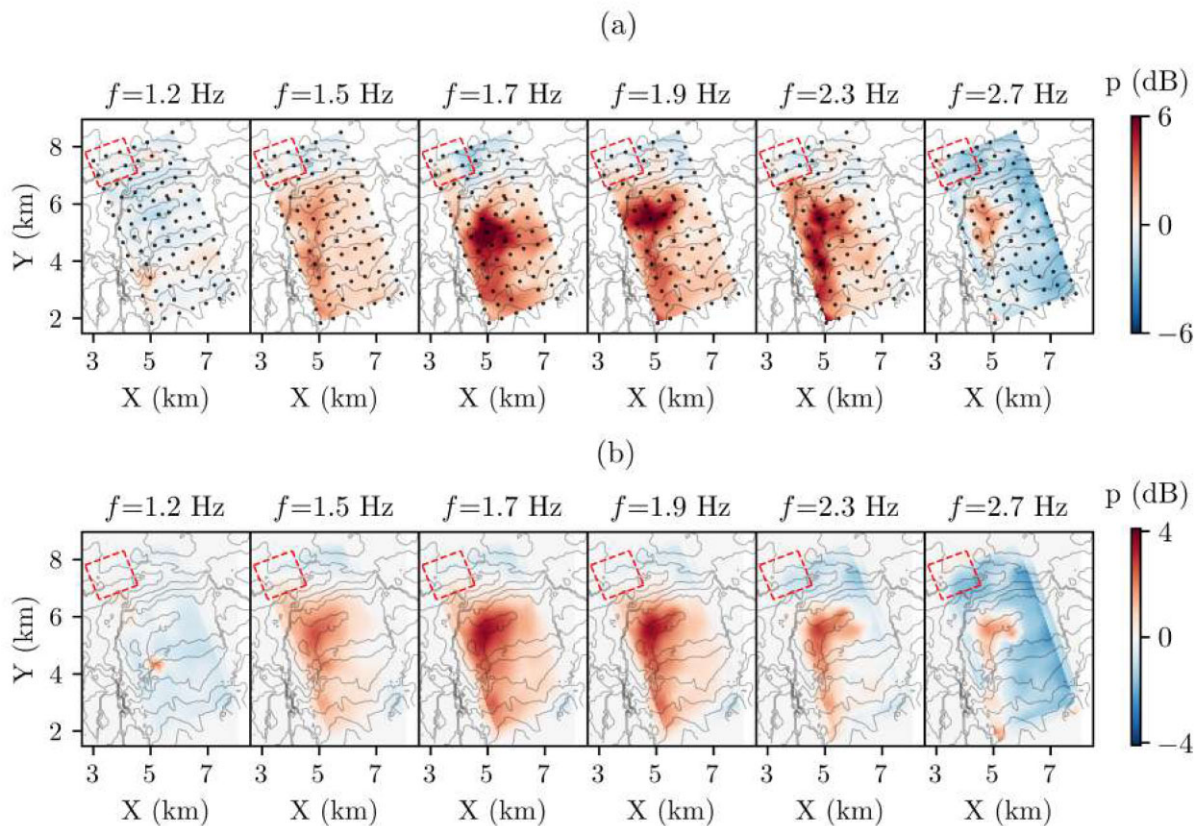 (a)
f=1.2 Hz f=1.5 Hz f=1.7 Hz f=1.9 Hz f=2.3 Hz f=2.7 Hz
p (dB)
6
0
−6
8
6
4
2
Y (km)
3 5 7 3 5 7 3 5 7 3 5 7 3 5 7 3 5 7
X (km) X (km) X (km) X (km) X (km) X (km)
(b)
f=1.2 Hz f=1.5 Hz f=1.7 Hz f=1.9 Hz f=2.3 Hz f=2.7 Hz
p (dB)
4
0
−4
8
6
4
2
Y (km)
3 5 7 3 5 7 3 5 7 3 5 7 3 5 7 3 5 7
X (km) X (km) X (km) X (km) X (km) X (km)